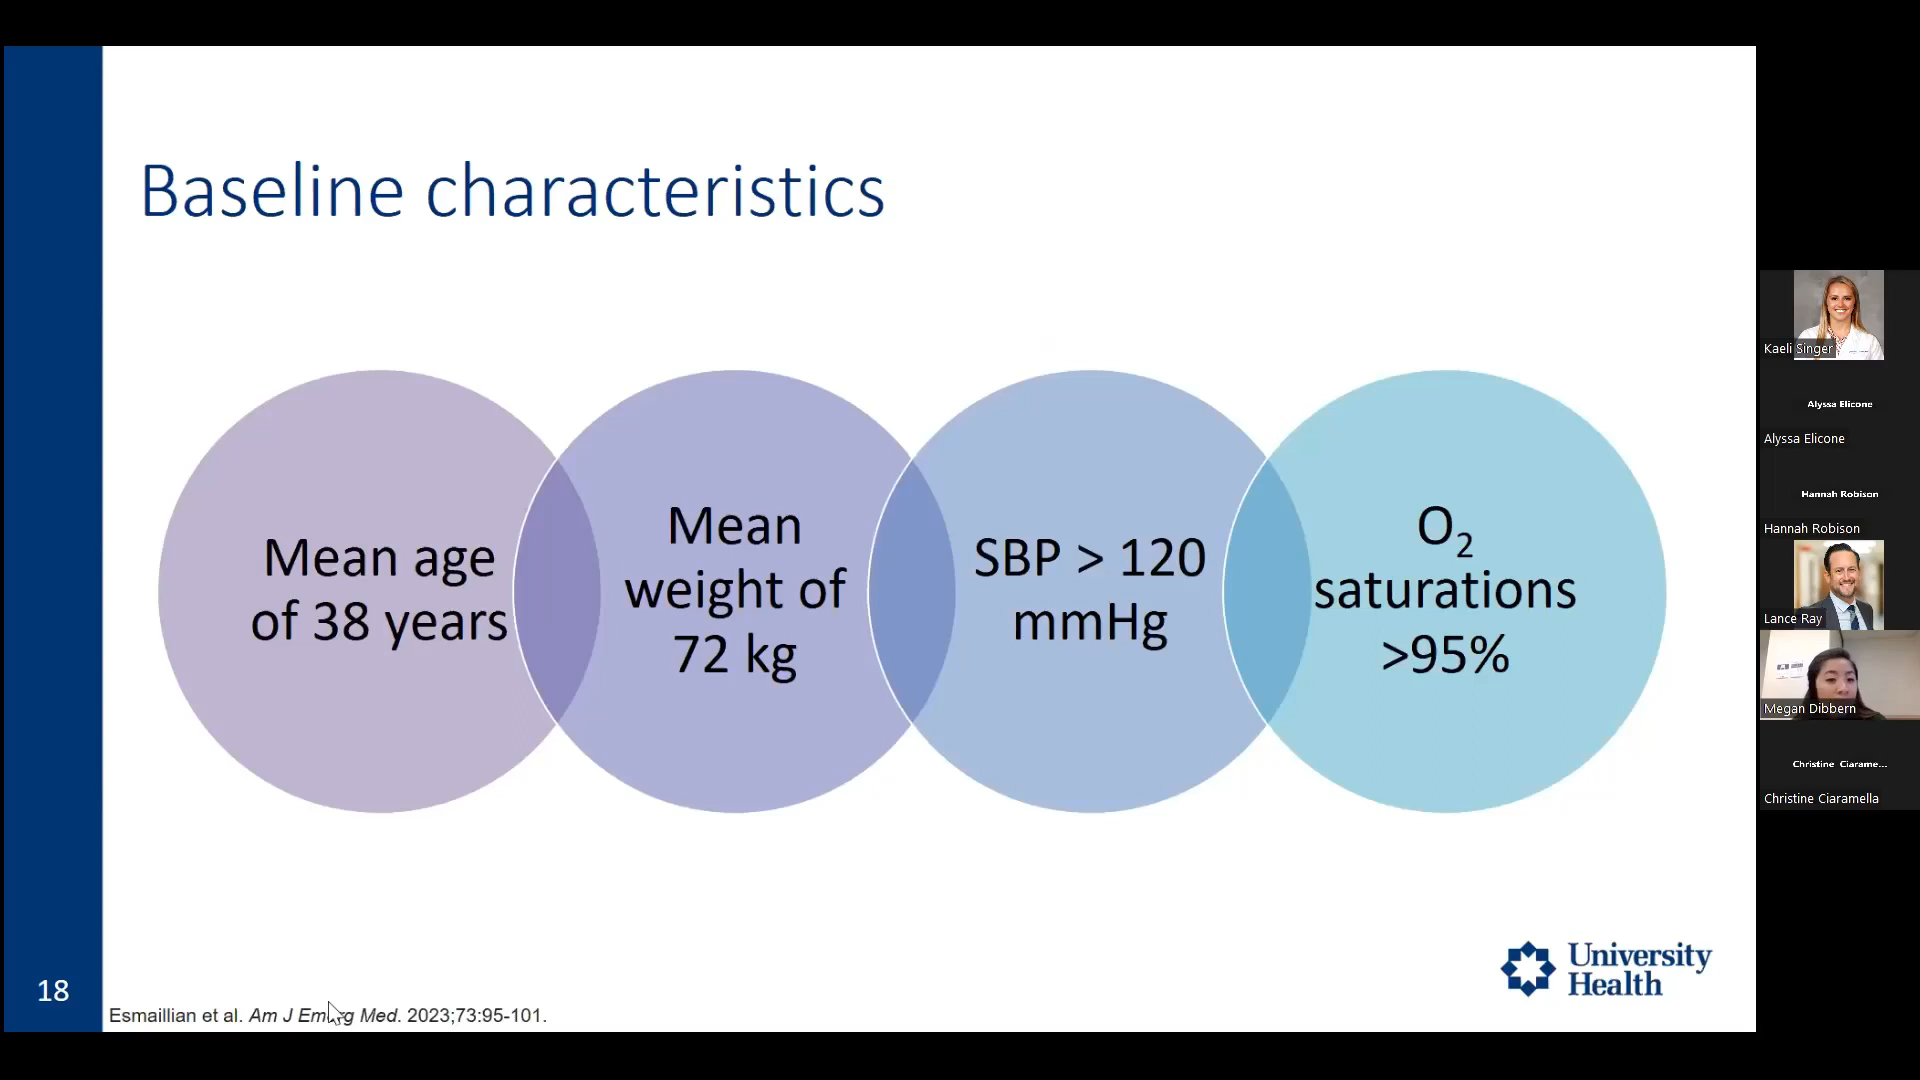 Baseline characteristics
Mean age
of 38 years
Mean
weight of
72 kg
SBP > 120
mmHg
O2
saturations
>95%
University
Health
18
Esmaillian et al. Am J Emerg Med. 2023;73:95-101.
Kaeli Singer
Alyssa Elicone
Alyssa Elicone
Hannah Robison
Hannah Robison
Lance Ray
Megan Dibbern
Christine Ciarame...
Christine Ciaramella